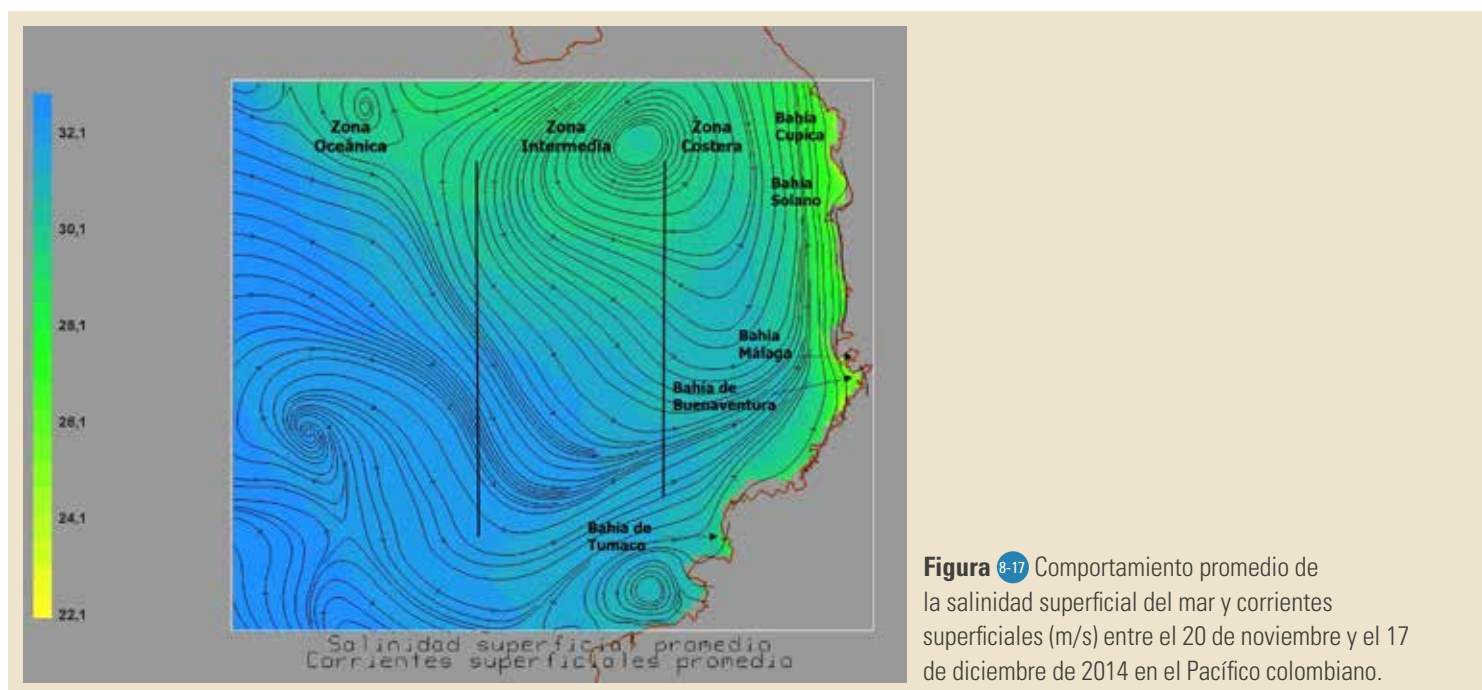 32,1
30,1
28,1
26,1
24,1
22,1
Zona
Oceánica
Zona
Intermedia
Zona
Costera
Bahía
Cupica
Bahía
Solano
Bahía
Málaga
Bahía de
Buenaventura
Bahía de
Tumaco
Salinidad superficial promedio
Corrientes superficiales promedio
Figura 8-17 Comportamiento promedio de
la salinidad superficial del mar y corrientes
superficiales (m/s) entre el 20 de noviembre y el 17
de diciembre de 2014 en el Pacífico colombiano.